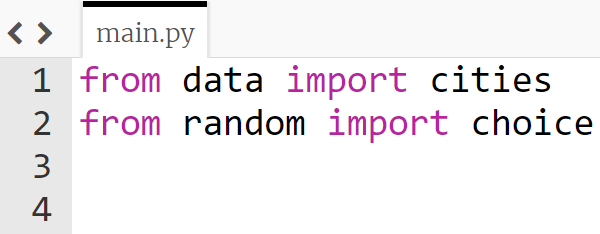 main.py
1 from data import cities
2 from random import choice
3
4